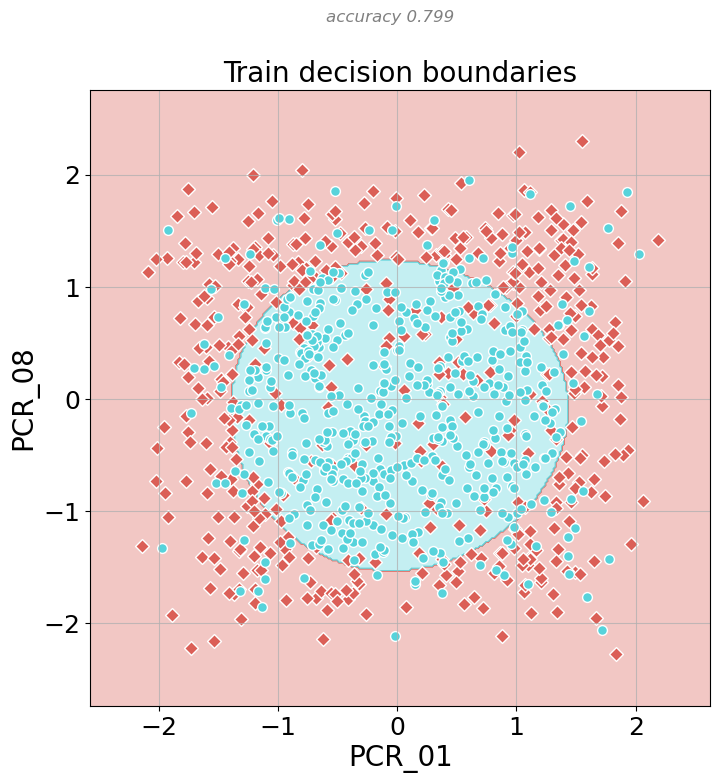 accuracy 0.799
Train decision boundaries
2
1
0
−1
−2
PCR_08
−2 −1 0 1 2
PCR_01